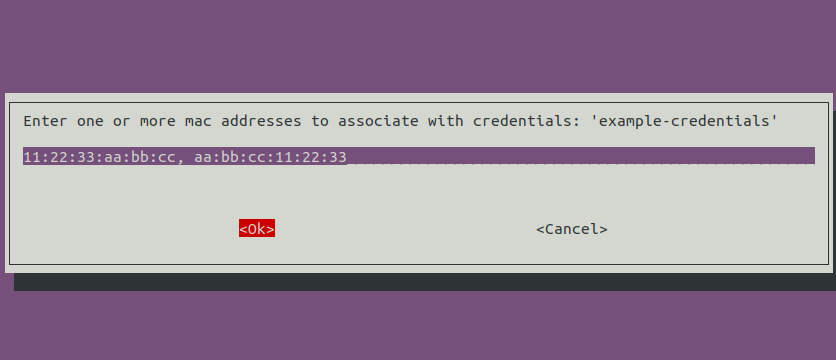 Enter one or more mac addresses to associate with credentials: 'example-credentials'
11:22:33:aa:bb:cc, aa:bb:cc:11:22:33
<Ok> <Cancel>